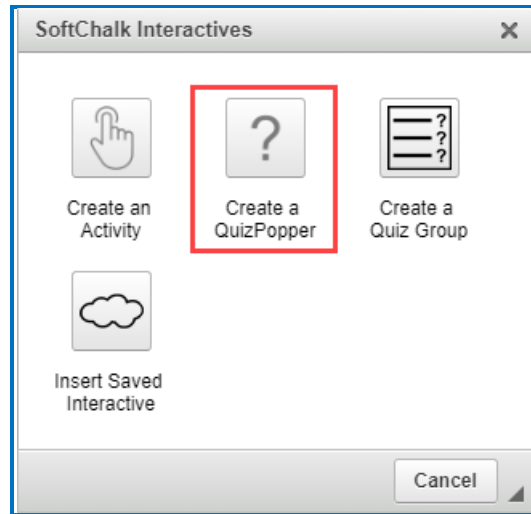 SoftChalk Interactives
Create an
Activity
Create a
QuizPopper
Create a
Quiz Group
Insert Saved
Interactive
Cancel